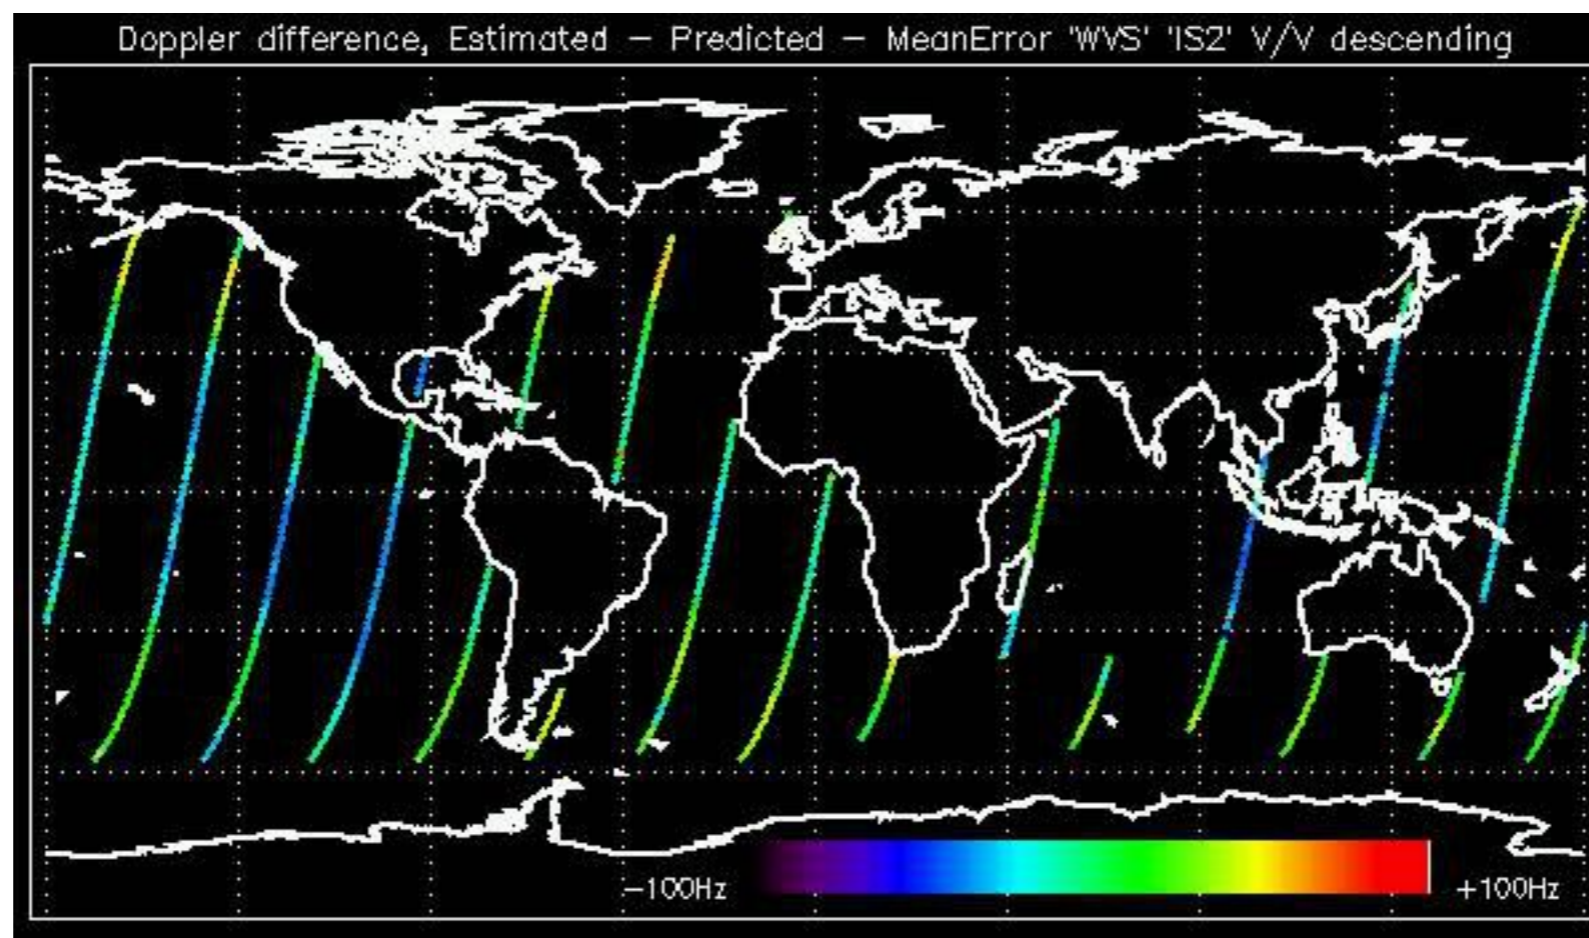 Doppler difference, Estimated – Predicted – MeanError 'WVS' 'IS2' V/V descending
-100Hz
+100Hz